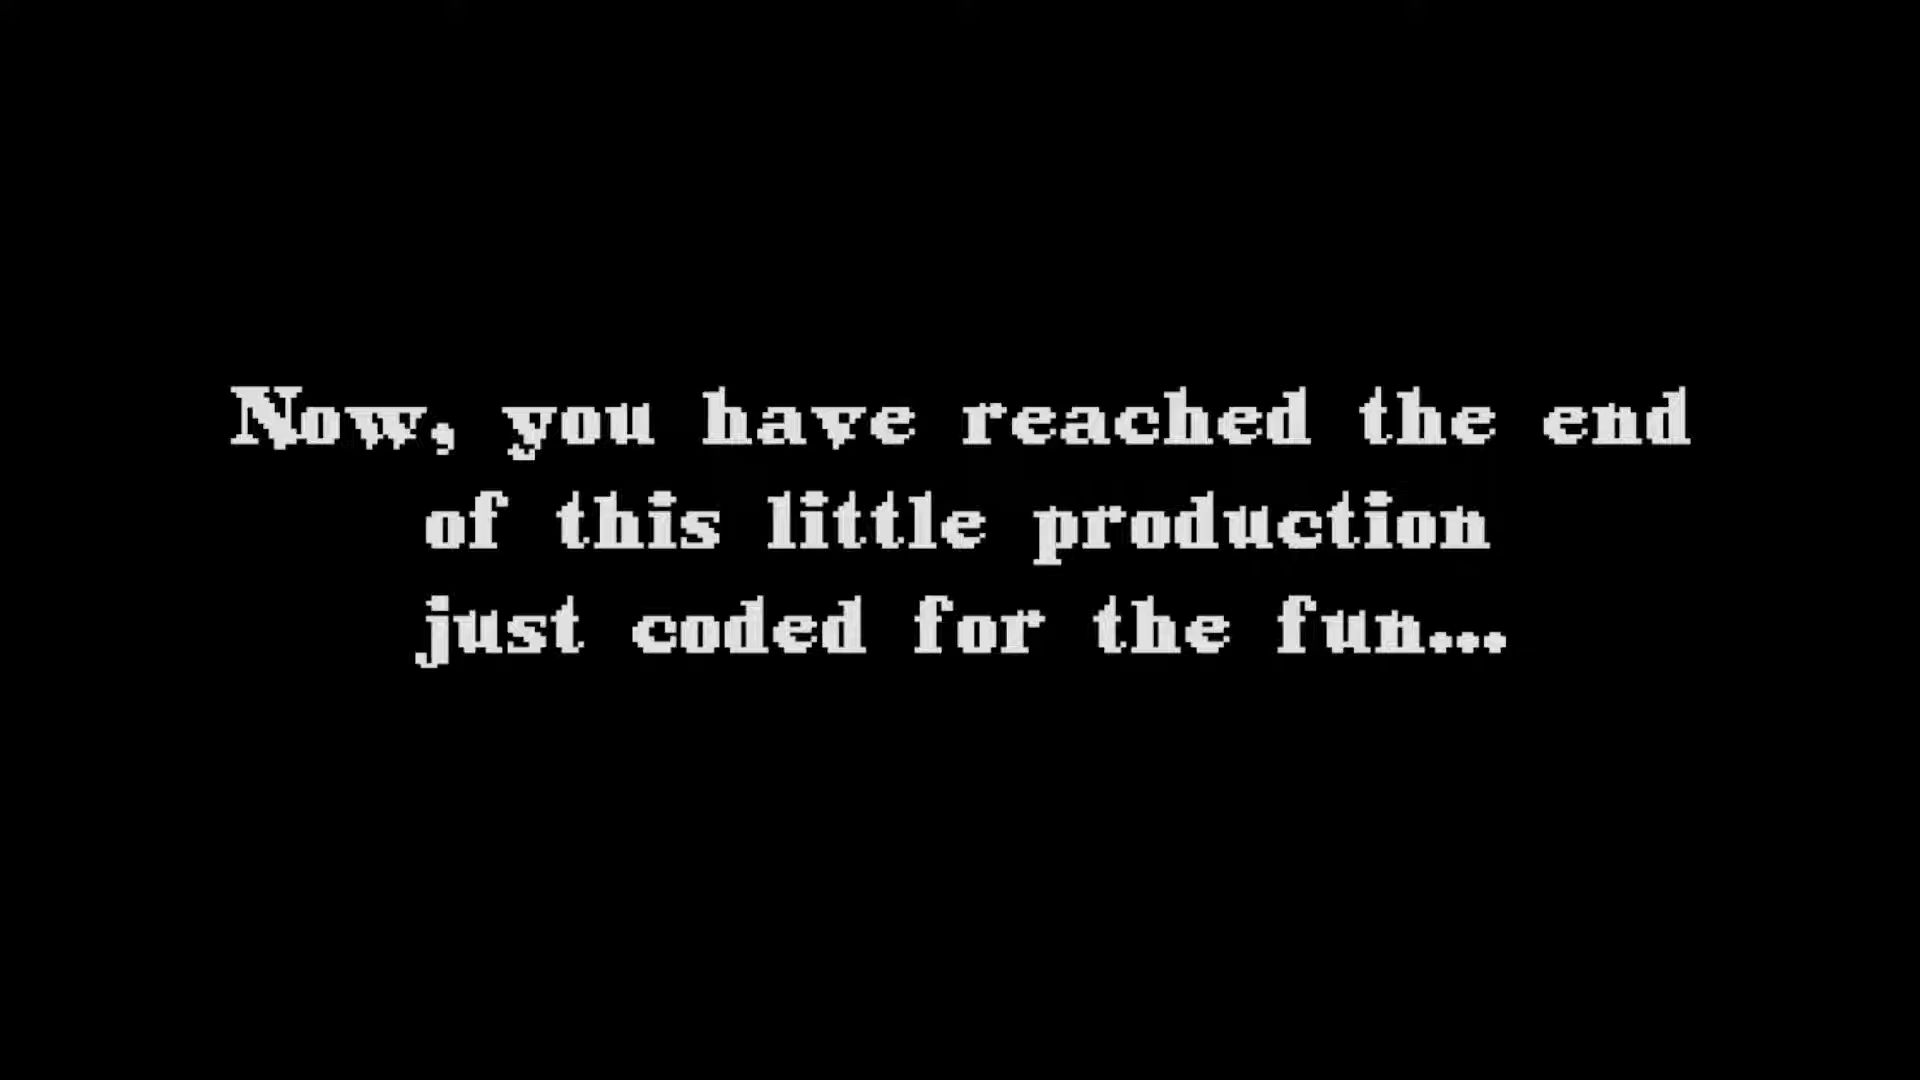 Now, you have reached the end
of this little production
just coded for the fun...